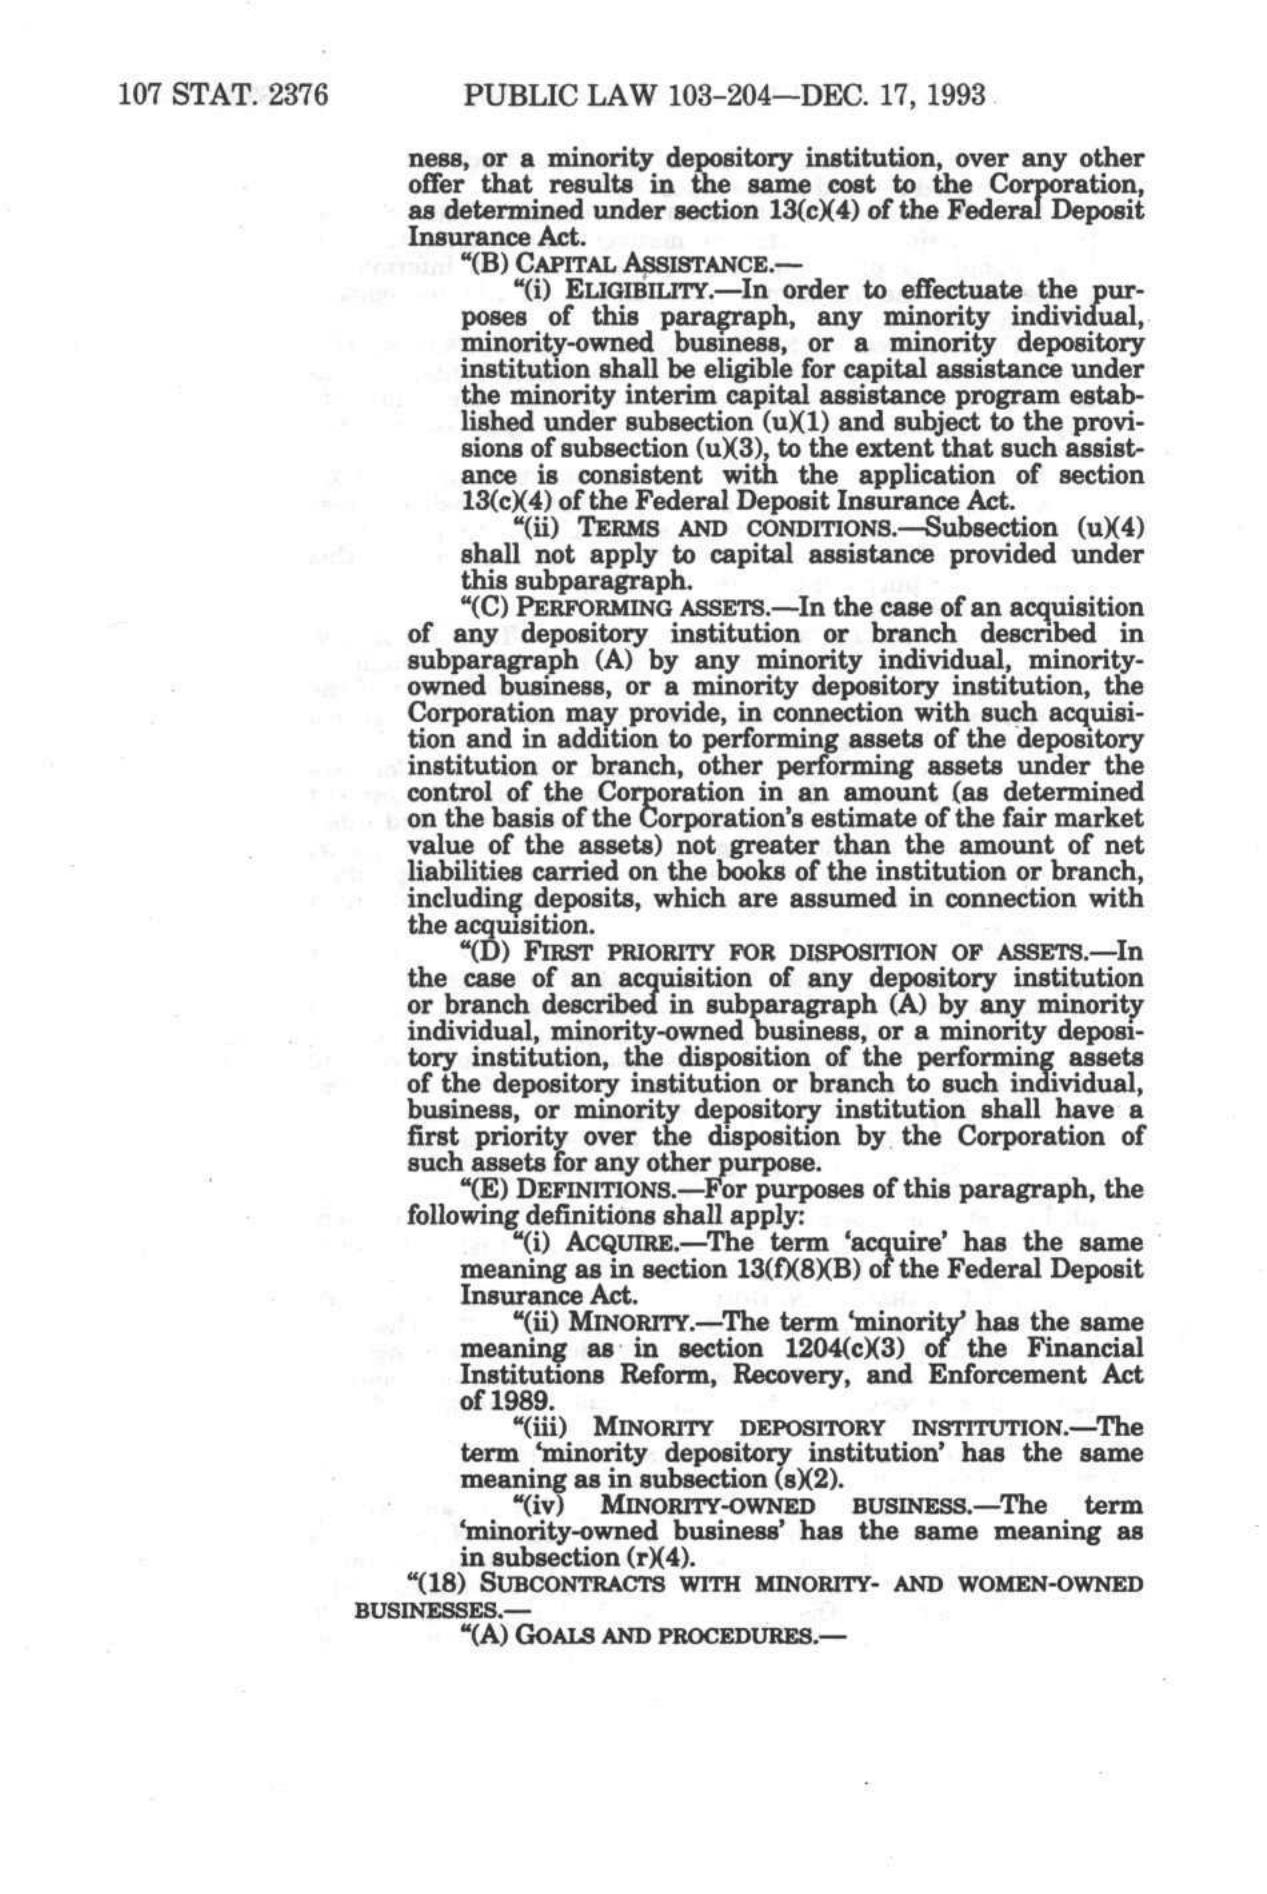 107 STAT. 2376 PUBLIC LAW 103–204—DEC. 17, 1993
ness, or a minority depository institution, over any other
offer that results in the same cost to the Corporation,
as determined under section 13(c)(4) of the Federal Deposit
Insurance Act.
“(B) CAPITAL ASSISTANCE.—
“(i) ELIGIBILITY.—In order to effectuate the pur-
poses of this paragraph, any minority individual,
minority-owned business, or a minority depository
institution shall be eligible for capital assistance under
the minority interim capital assistance program estab-
lished under subsection (u)(1) and subject to the provi-
sions of subsection (u)(3), to the extent that such assist-
ance is consistent with the application of section
13(c)(4) of the Federal Deposit Insurance Act.
“(ii) TERMS AND CONDITIONS.—Subsection (u)(4)
shall not apply to capital assistance provided under
this subparagraph.
“(C) PERFORMING ASSETS.—In the case of an acquisition
of any depository institution or branch described in
subparagraph (A) by any minority individual, minority-
owned business, or a minority depository institution, the
Corporation may provide, in connection with such acquisi-
tion and in addition to performing assets of the depository
institution or branch, other performing assets under the
control of the Corporation in an amount (as determined
on the basis of the Corporation's estimate of the fair market
value of the assets) not greater than the amount of net
liabilities carried on the books of the institution or branch,
including deposits, which are assumed in connection with
the acquisition.
“(D) FIRST PRIORITY FOR DISPOSITION OF ASSETS.—In
the case of an acquisition of any depository institution
or branch described in subparagraph (A) by any minority
individual, minority-owned business, or a minority deposi-
tory institution, the disposition of the performing assets
of the depository institution or branch to such individual,
business, or minority depository institution shall have a
first priority over the disposition by the Corporation of
such assets for any other purpose.
“(E) DEFINITIONS.—For purposes of this paragraph, the
following definitions shall apply:
“(i) ACQUIRE.—The term ‘acquire’ has the same
meaning as in section 13(f)(8)(B) of the Federal Deposit
Insurance Act.
“(ii) MINORITY.—The term ‘minority’ has the same
meaning as in section 1204(c)(3) of the Financial
Institutions Reform, Recovery, and Enforcement Act
of 1989.
“(iii) MINORITY DEPOSITORY INSTITUTION.—The
term ‘minority depository institution’ has the same
meaning as in subsection (s)(2).
“(iv) MINORITY-OWNED BUSINESS.—The term
‘minority-owned business’ has the same meaning as
in subsection (r)(4).
“(18) SUBCONTRACTS WITH MINORITY- AND WOMEN-OWNED
BUSINESSES.—
“(A) GOALS AND PROCEDURES.—